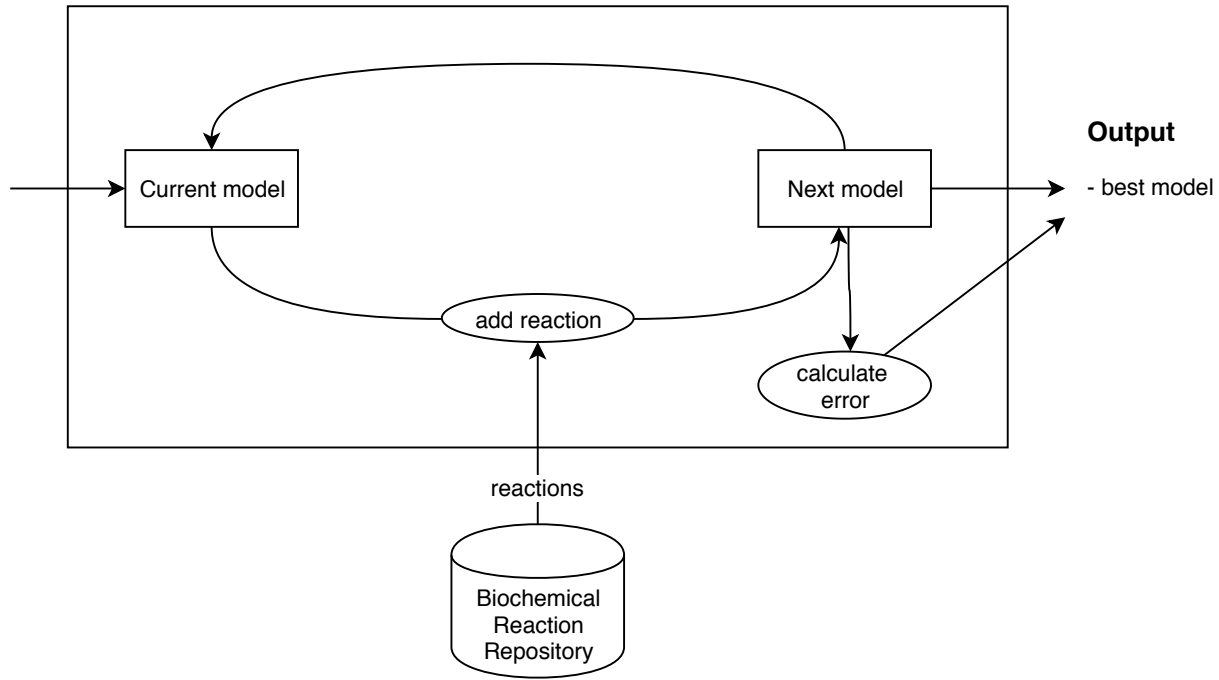 Output
Current model
Next model
- best model
add reaction
calculate
error
reactions
Biochemical
Reaction
Repository